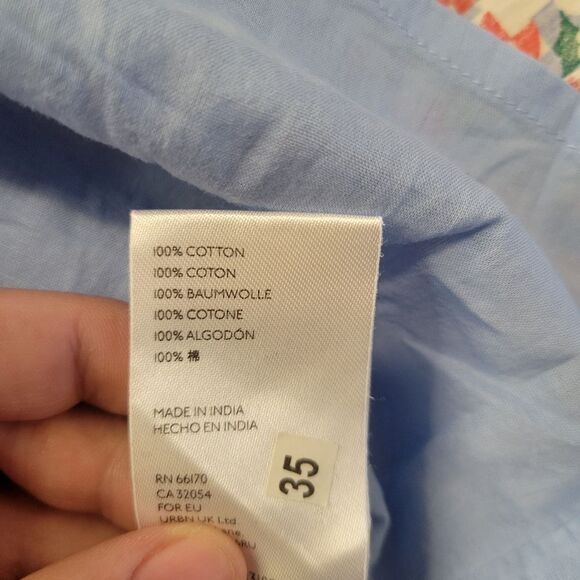 100% COTTON
100% COTON
100% BAUMWOLLE
100% COTONE
100% ALGODÓN
100% 棉
MADE IN INDIA
HECHO EN INDIA
RN 66170
CA 32054
FOR EU
URBN UK Ltd
35